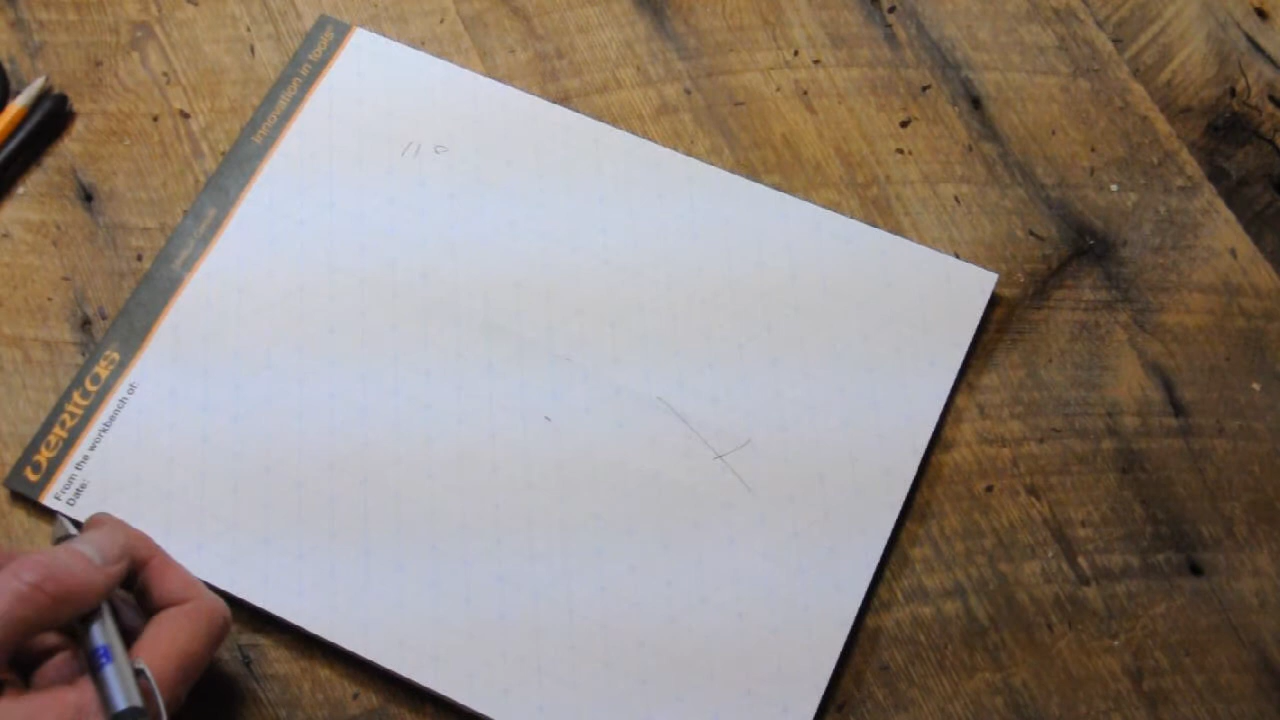 veritas
innovation in tools
From the workbench of:
Date: